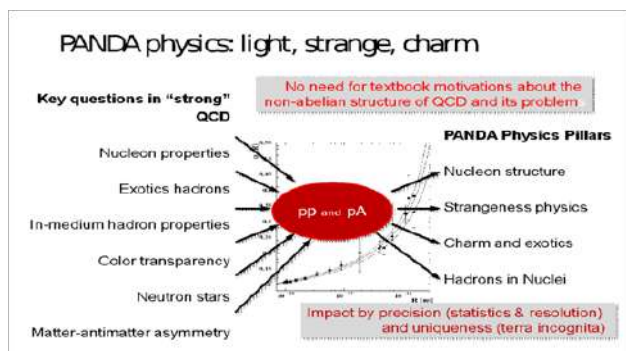 PANDA physics: light, strange, charm
No need for textbook motivations about the
non-abelian structure of QCD and its problem
Key questions in “strong”
QCD
Nucleon properties
Exotics hadrons
In-medium hadron properties
Color transparency
Neutron stars
Matter-antimatter asymmetry
pp and pA
PANDA Physics Pillars
Nucleon structure
Strangeness physics
Charm and exotics
Hadrons in Nuclei
Impact by precision (statistics & resolution)
and uniqueness (terra incognita)